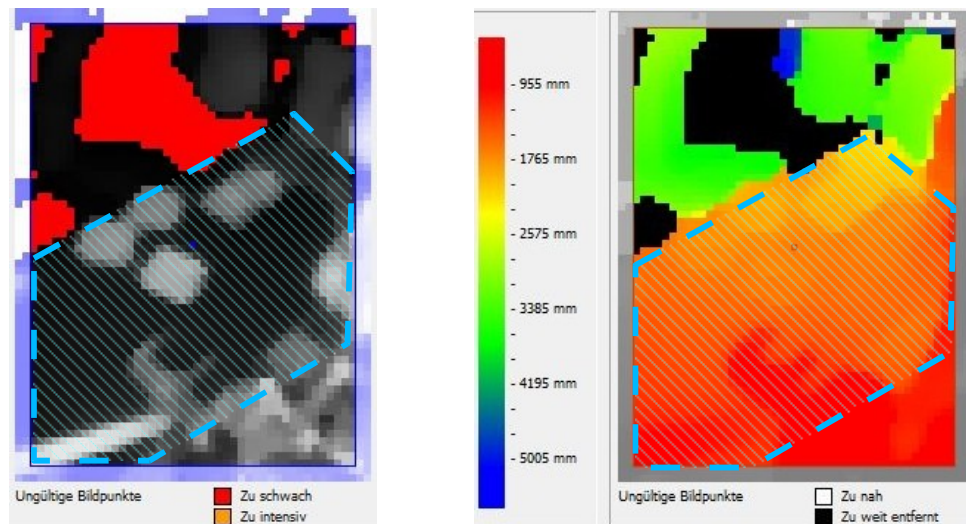 - 955 mm
- 1765 mm
- 2575 mm
- 3385 mm
- 4195 mm
- 5005 mm
Ungültige Bildpunkte
Zu schwach
Zu intensiv
Ungültige Bildpunkte
Zu nah
Zu weit entfernt